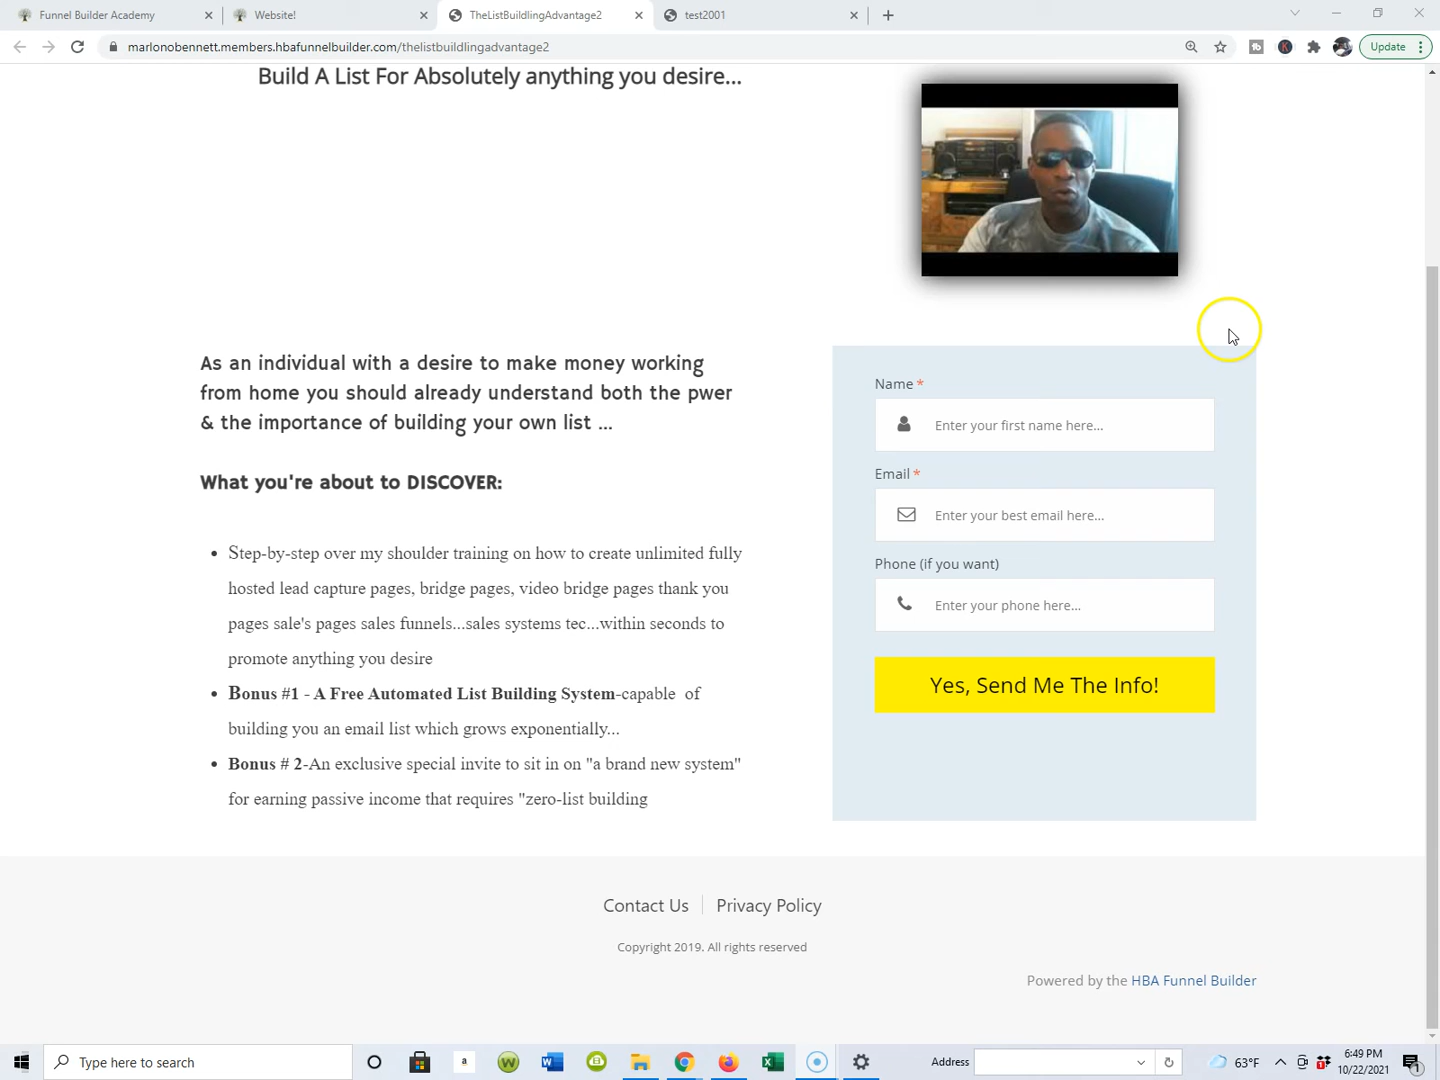 Funnel Builder Academy
Website!
TheListBuildlingAdvantage2
test2001
marlonobennett.members.hbafunnelbuilder.com/thelistbuildlingadvantage2
Update
Build A List For Absolutely anything you desire...
As an individual with a desire to make money working
from home you should already understand both the pwer
& the importance of building your own list ...
What you're about to DISCOVER:
Step-by-step over my shoulder training on how to create unlimited fully
hosted lead capture pages, bridge pages, video bridge pages thank you
pages sale's pages sales funnels...sales systems tec...within seconds to
promote anything you desire
Bonus #1 - A Free Automated List Building System-capable of
building you an email list which grows exponentially...
Bonus # 2-An exclusive special invite to sit in on "a brand new system"
for earning passive income that requires "zero-list building
Name *
Enter your first name here...
Email *
Enter your best email here...
Phone (if you want)
Enter your phone here...
Yes, Send Me The Info!
Contact Us
Privacy Policy
Copyright 2019. All rights reserved
Powered by the HBA Funnel Builder
Type here to search
Address
63°F
6:49 PM
10/22/2021